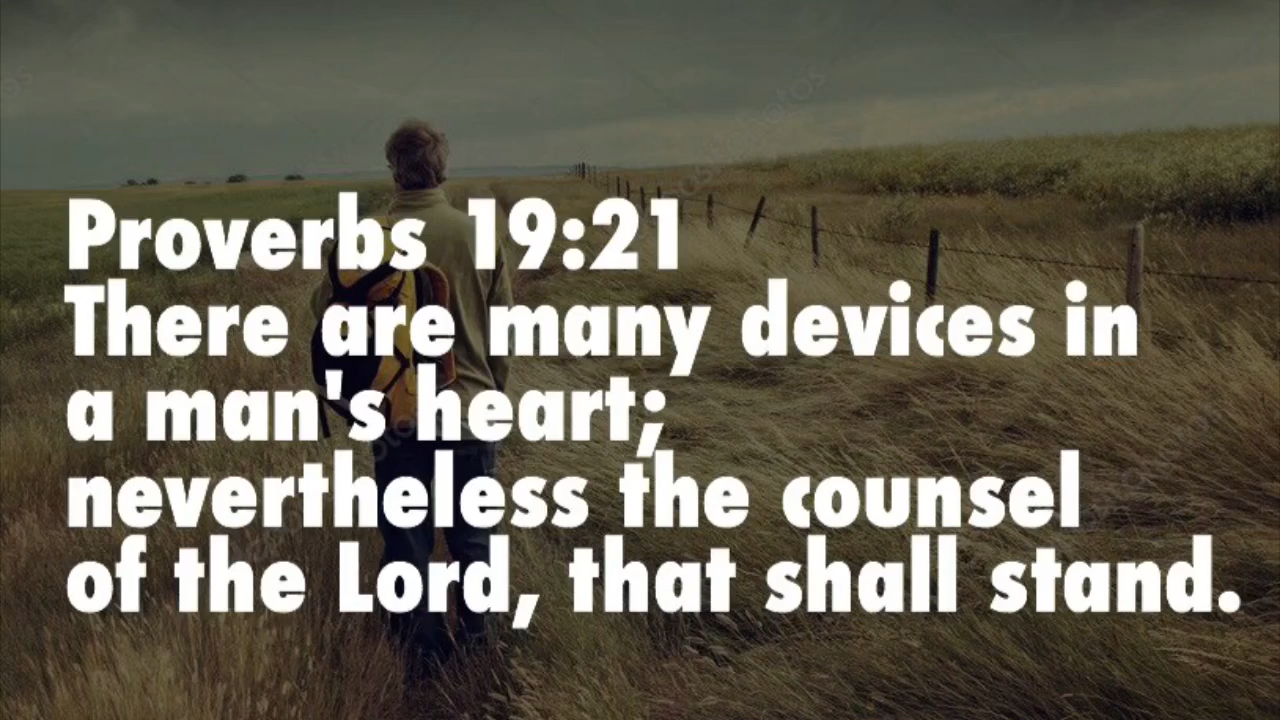 Proverbs 19:21
There are many devices in
a man's heart;
nevertheless the counsel
of the Lord, that shall stand.